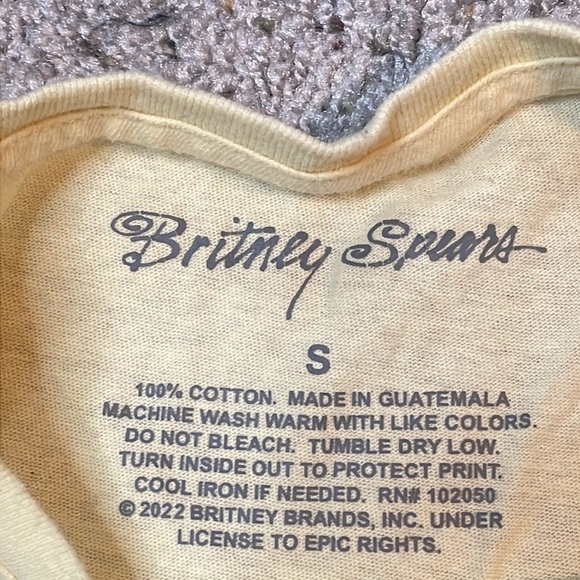 Britney Spears
S
100% COTTON. MADE IN GUATEMALA
MACHINE WASH WARM WITH LIKE COLORS.
DO NOT BLEACH. TUMBLE DRY LOW.
TURN INSIDE OUT TO PROTECT PRINT.
COOL IRON IF NEEDED. RN# 102050
© 2022 BRITNEY BRANDS, INC. UNDER
LICENSE TO EPIC RIGHTS.